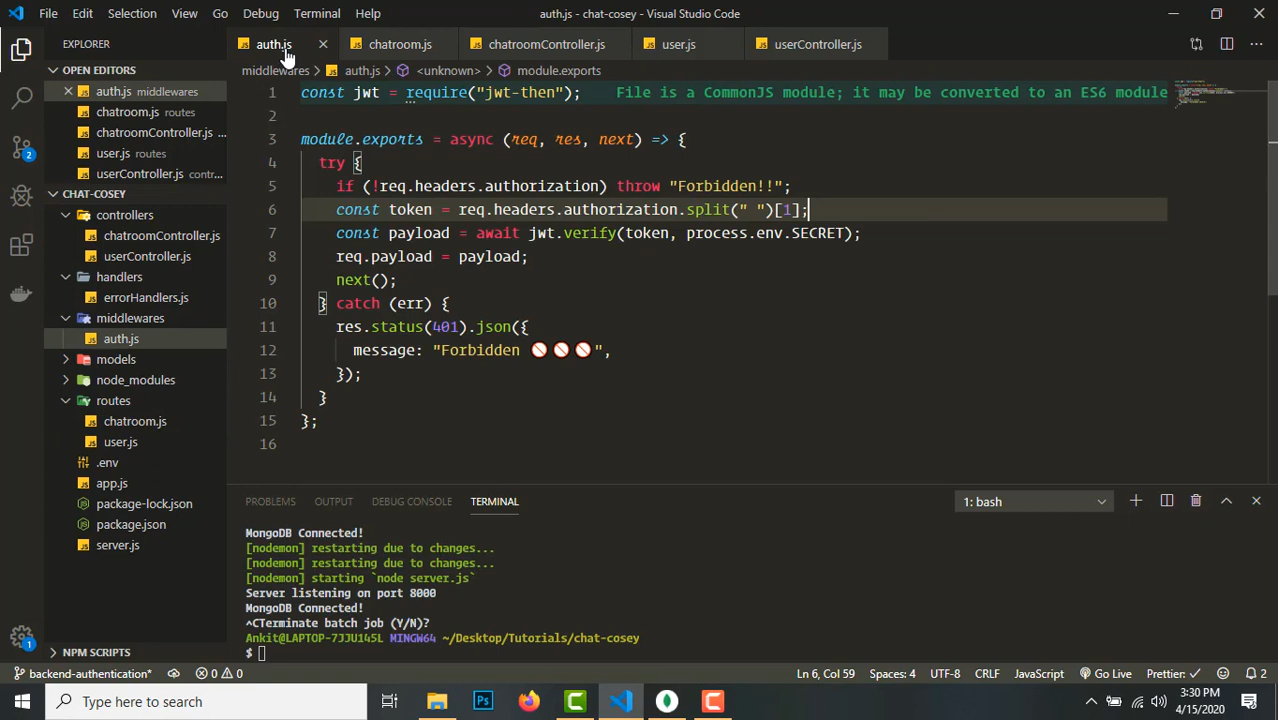 File Edit Selection View Go Debug Terminal Help auth.js - chat-cosey - Visual Studio Code
EXPLORER
auth.js chatroom.js chatroomController.js user.js userController.js
OPEN EDITORS
auth.js middlewares
chatroom.js routes
chatroomController.js ...
user.js routes
userController.js contr...
CHAT-COSEY
controllers
chatroomController.js
userController.js
handlers
errorHandlers.js
middlewares
auth.js
models
node_modules
routes
chatroom.js
user.js
.env
app.js
package-lock.json
package.json
server.js
NPM SCRIPTS
2
1
middlewares > auth.js > <unknown> > module.exports
1 const jwt = require("jwt-then"); File is a CommonJS module; it may be converted to an ES6 module
2
3 module.exports = async (req, res, next) => {
4 try {
5 if (!req.headers.authorization) throw "Forbidden!!";
6 const token = req.headers.authorization.split(" ")[1];
7 const payload = await jwt.verify(token, process.env.SECRET);
8 req.payload = payload;
9 next();
10 } catch (err) {
11 res.status(401).json({
12 message: "Forbidden 🚫🚫🚫",
13 });
14 }
15 };
16
PROBLEMS OUTPUT DEBUG CONSOLE TERMINAL 1: bash
MongoDB Connected!
[nodemon] restarting due to changes...
[nodemon] restarting due to changes...
[nodemon] starting `node server.js`
Server listening on port 8000
MongoDB Connected!
^CTerminate batch job (Y/N)?
Ankit@LAPTOP-7JJU145L MINGW64 ~/Desktop/Tutorials/chat-cosey
$
backend-authentication* 0 0 Ln 6, Col 59 Spaces: 4 UTF-8 CRLF JavaScript Go Live Prettier: ✓ 2
Type here to search
Ps
3:30 PM
4/15/2020